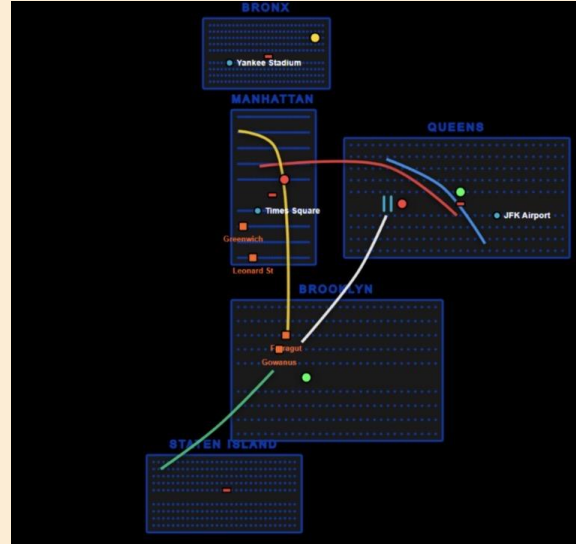 BRONX
Yankee Stadium
MANHATTAN
QUEENS
Times Square
JFK Airport
Greenwich
Leonard St
BROOKLYN
Gowanus
STATEN ISLAND